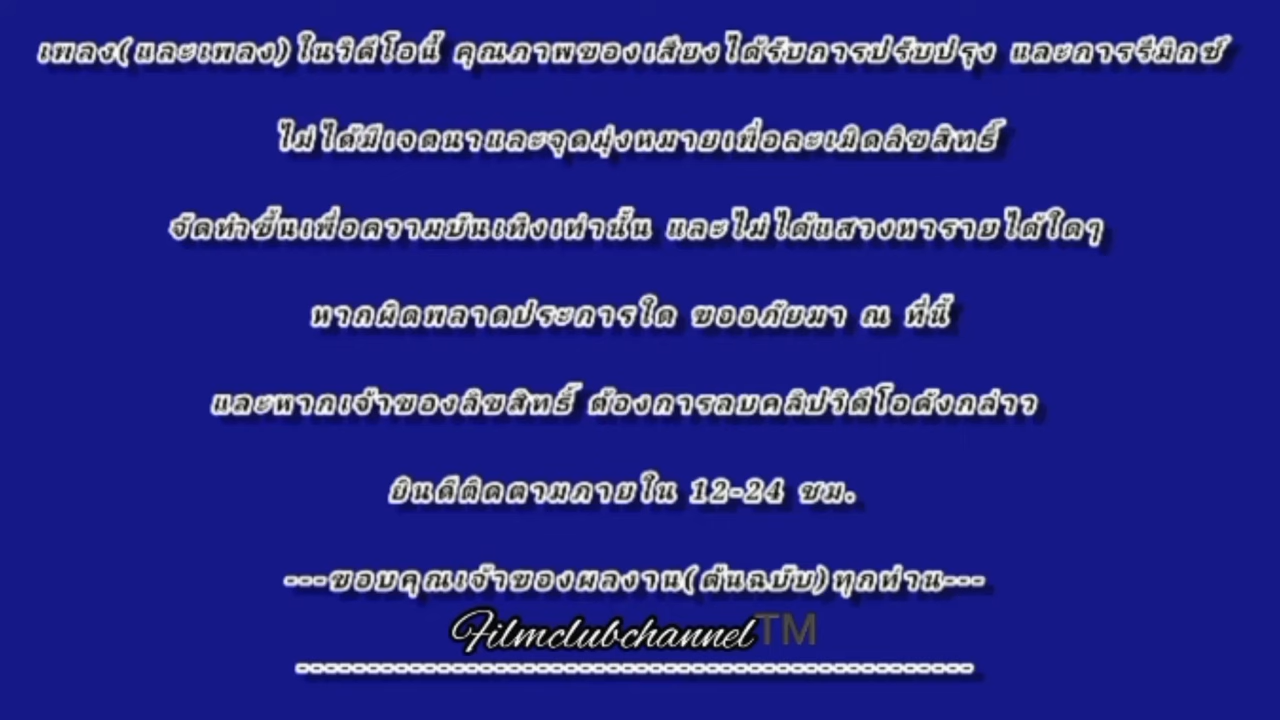 เพลง(และเพลง)ในวิดีโอนี้ คุณภาพของเสียงได้รับการปรับปรุง และการรีมิกซ์
ไม่ได้มีเจตนาและจุดมุ่งหมายเพื่อละเมิดลิขสิทธิ์
จัดทำขึ้นเพื่อความบันเทิงเท่านั้น และไม่ได้แสวงหารายได้ใดๆ
หากผิดพลาดประการใด ขออภัยมา ณ ที่นี้
และหากเจ้าของลิขสิทธิ์ ต้องการลบคลิปวิดีโอดังกล่าว
ยินดีติดตามภายใน 12-24 ชม.
---ขอบคุณเจ้าของผลงาน(ต้นฉบับ)ทุกท่าน---
Filmclubchannel™